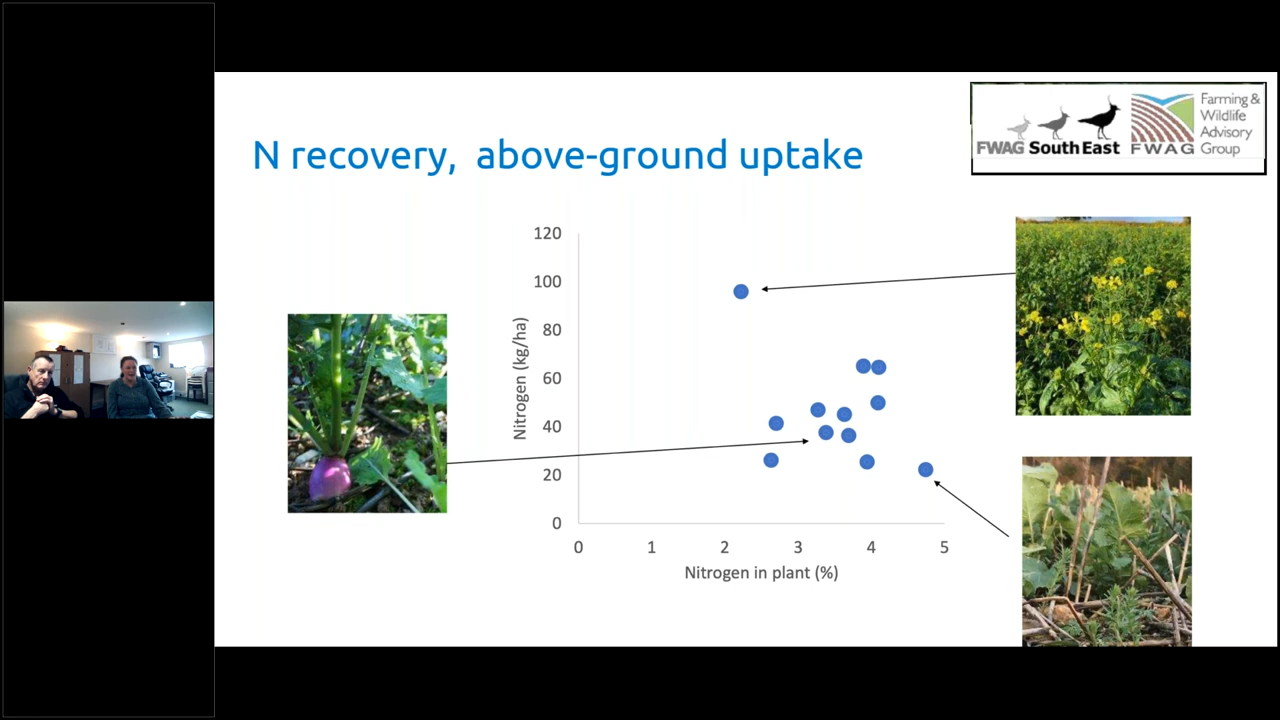 N recovery, above-ground uptake
FWAG South East
FWAG
Farming &
Wildlife
Advisory
Group
Nitrogen (kg/ha)
120
100
80
60
40
20
0
0 1 2 3 4 5
Nitrogen in plant (%)